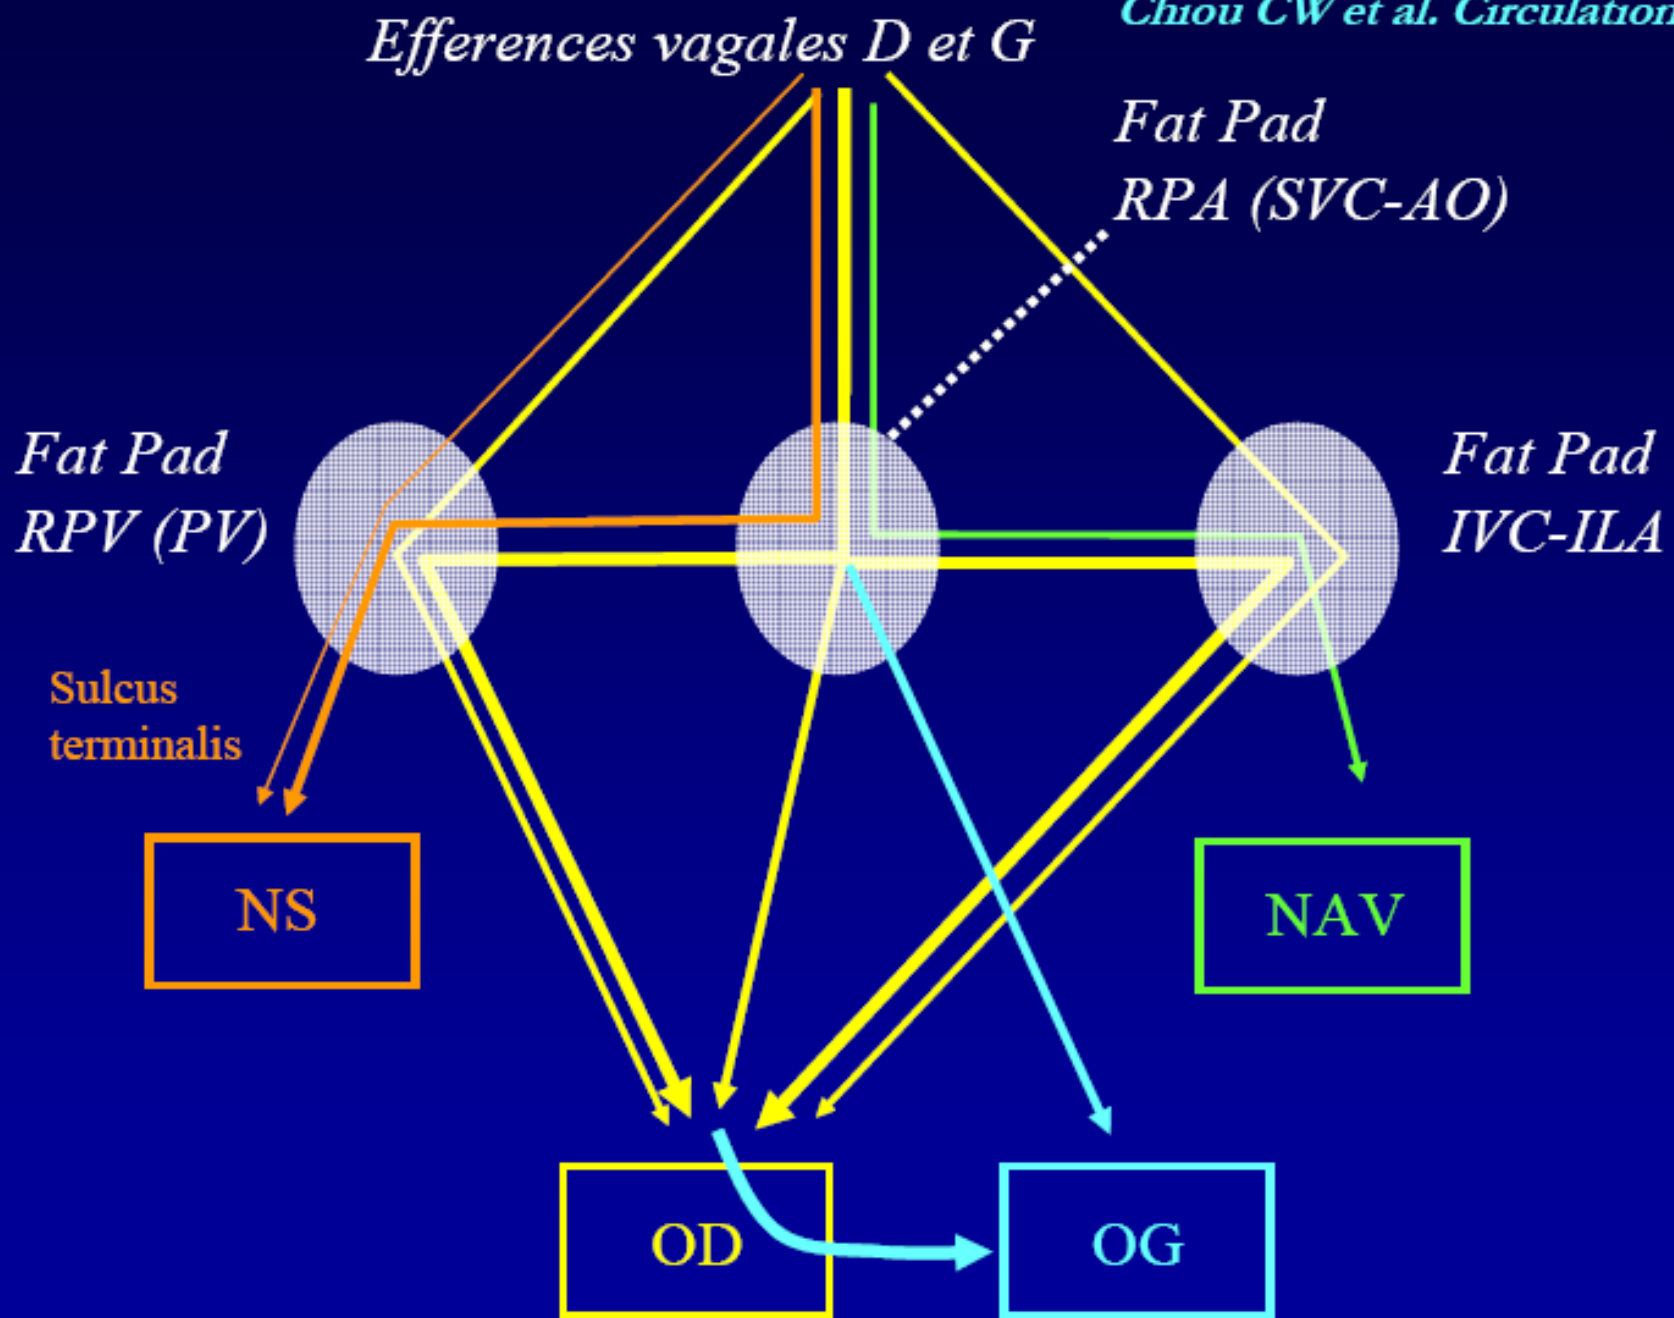 Chiou CW et al. Circulation
Efferences vagales D et G
Fat Pad
RPA (SVC-AO)
Fat Pad
RPV (PV)
Fat Pad
IVC-ILA
Sulcus
terminalis
NS
NAV
OD
OG